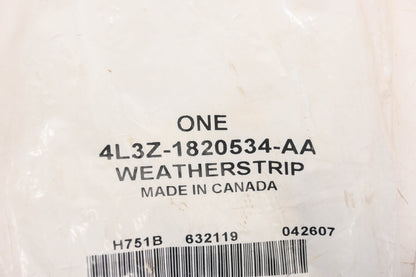 ONE
4L3Z-1820534-AA
WEATHERSTRIP
MADE IN CANADA
H751B 632119 042607